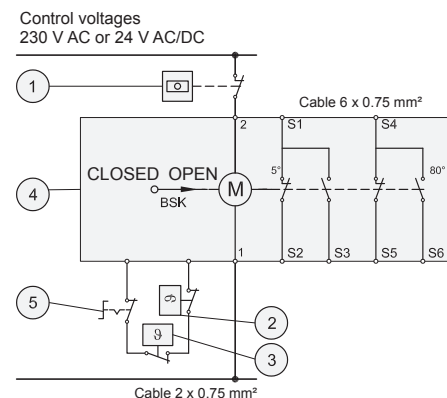 Control voltages
230 V AC or 24 V AC/DC
1
Cable 6 x 0.75 mm²
2 S1 S4
CLOSED OPEN 5° 80°
4 M
BSK
1 S2 S3 S5 S6
5
ϑ 2
ϑ 3
Cable 2 x 0.75 mm²